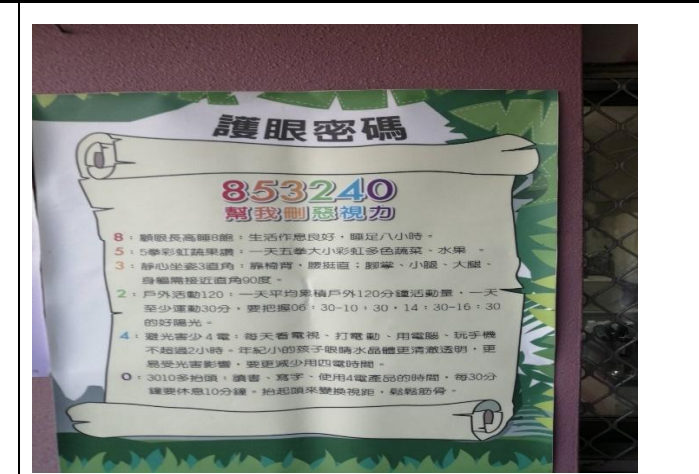 護眼密碼
853240
幫我刪惡視力
8：顧眼長高睡8飽：生活作息良好，睡足八小時。
5：5拳彩虹蔬果讚：一天五拳大小彩虹多色蔬菜、水果 。
3：靜心坐姿3直角：靠椅背，腰挺直；腳掌、小腿、大腿、
身軀需接近直角90度。
2：戶外活動120：一天平均累積戶外120分鐘活動量，一天
至少運動30分，要把握06：30-10：30，14：30-16：30
的好陽光。
4：避光害少4電：每天看電視、打電動、用電腦、玩手機
不超過2小時。年紀小的孩子眼睛水晶體更清澈透明，更
易受光害影響，要更減少用四電時間。
0：3010多抬頭，讀書、寫字、使用4電產品的時間，每30分
鐘要休息10分鐘。抬起頭來變換視距，鬆鬆筋骨。